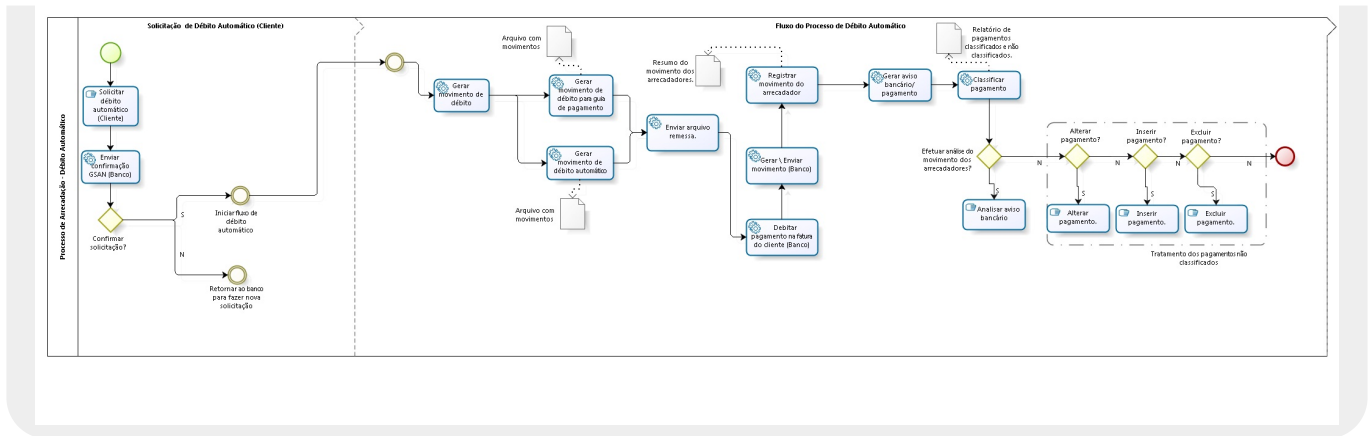 Processo de Arrecadação - Débito Automático
Solicitação de Débito Automático (Cliente)
Solicitar
débito
automático
(Cliente)
Enviar
confirmação
GSAN (Banco)
Confirmar
solicitação?
S
N
Iniciar fluxo de
débito
automático
Retornar ao banco
para fazer nova
solicitação
Fluxo do Processo de Débito Automático
Gerar
movimento de
débito
Arquivo com
movimentos
Gerar
movimento de
débito para guia
de pagamento
Gerar
movimento de
débito automático
Arquivo com
movimentos
Enviar arquivo
remessa.
Resumo do
movimento dos
arrecadadores.
Registrar
movimento do
arrecadador
Gerar \ Enviar
movimento (Banco)
Debitar
pagamento na fatura
do cliente (Banco)
Gerar aviso
bancário/
pagamento
Relatório de
pagamentos
classificados e não
classificados.
Classificar
pagamento
Efetuar análise do
movimento dos
arrecadadores?
S
N
Analisar aviso
bancário
Alterar
pagamento?
S
N
Alterar
pagamento.
Inserir
pagamento?
S
N
Inserir
pagamento.
Excluir
pagamento?
S
N
Excluir
pagamento.
Tratamento dos pagamentos não
classificados